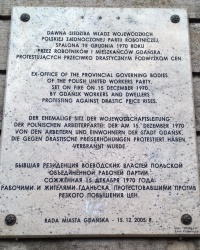 DAWNA SIEDZIBA WŁADZ WOJEWÓDZKICH
POLSKIEJ ZJEDNOCZONEJ PARTII ROBOTNICZEJ,
SPALONA 15 GRUDNIA 1970 ROKU
PRZEZ ROBOTNIKÓW I MIESZKAŃCÓW GDAŃSKA,
PROTESTUJĄCYCH PRZECIWKO DRASTYCZNYM PODWYŻKOM CEN
EX-OFFICE OF THE PROVINCIAL GOVERNING BODIES
OF THE POLISH UNITED WORKERS PARTY,
SET ON FIRE ON 15 DECEMBER 1970,
BY GDAŃSK WORKERS AND DWELLERS
PROTESTING AGAINST DRASTIC PRICE RISES.
DER EHEMALIGE SITZ DER WOJEWODSCHAFTSLEITUNG
DER POLNISCHEN ARBEITERPARTEI, DER AM 15. DEZEMBER 1970
VON DEN ARBEITERN UND EINWOHNERN DER STADT GDAŃSK,
DIE GEGEN DRASTISCHE PREISERHÖHUNGEN PROTESTIERT HABEN,
VERBRANNT WURDE.
БЫВШАЯ РЕЗИДЕНЦИЯ ВОЕВОДСКИХ ВЛАСТЕЙ ПОЛЬСКОЙ
ОБЪЕДИНЁННОЙ РАБОЧЕЙ ПАРТИИ
СОЖЖЁННАЯ 15 ДЕКАБРЯ 1970 ГОДА
РАБОЧИМИ И ЖИТЕЛЯМИ ГДАНЬСКА, ПРОТЕСТОВАВШИМИ ПРОТИВ
РЕЗКОГО ПОВЫШЕНИЯ ЦЕН.
RADA MIASTA GDAŃSKA - 15.12.2005 R.